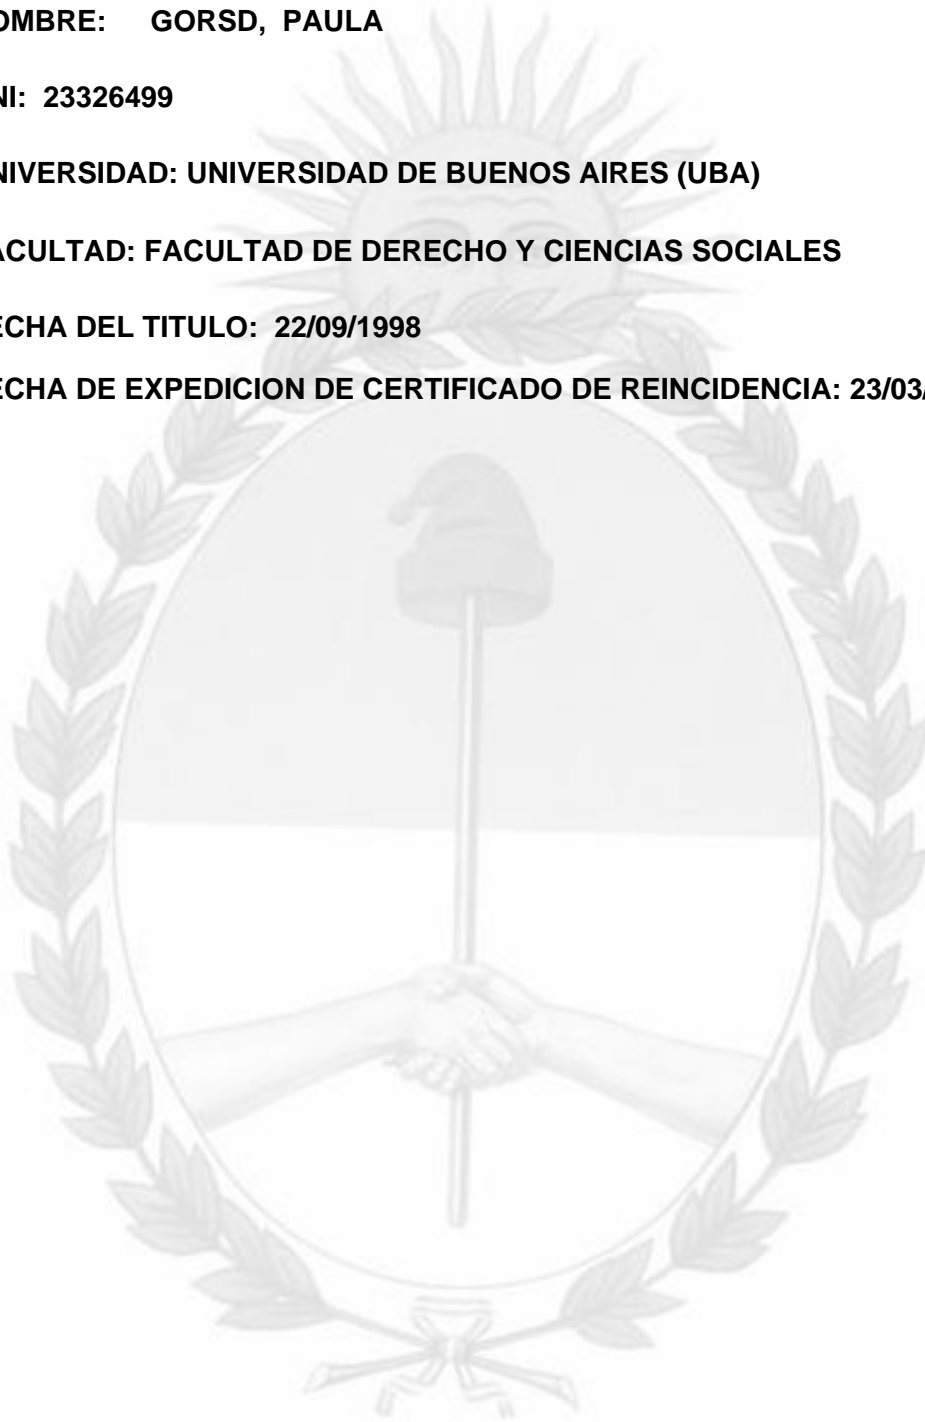 OMBRE: GORSD, PAULA
NI: 23326499
NIVERSIDAD: UNIVERSIDAD DE BUENOS AIRES (UBA)
ACULTAD: FACULTAD DE DERECHO Y CIENCIAS SOCIALES
ECHA DEL TITULO: 22/09/1998
ECHA DE EXPEDICION DE CERTIFICADO DE REINCIDENCIA: 23/03/